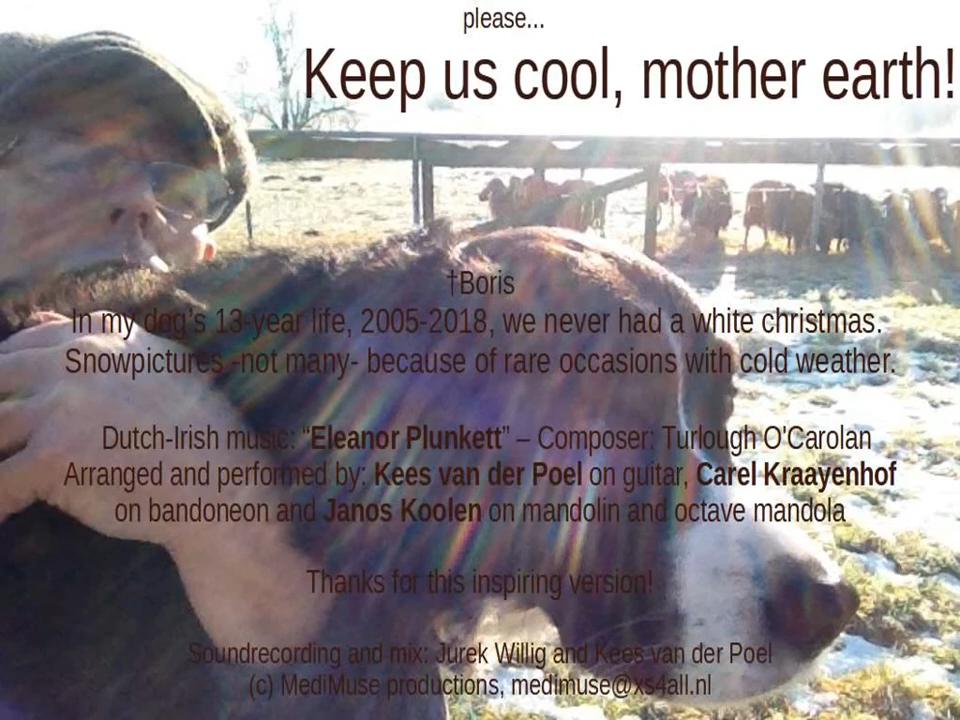 please...
Keep us cool, mother earth!
†Boris
In my dog's 13-year life, 2005-2018, we never had a white christmas.
Snowpictures -not many- because of rare occasions with cold weather.
Dutch-Irish music: “Eleanor Plunkett” – Composer: Turlough O'Carolan
Arranged and performed by: Kees van der Poel on guitar, Carel Kraayenhof
on bandoneon and Janos Koolen on mandolin and octave mandola
Thanks for this inspiring version!
Soundrecording and mix: Jurek Willig and Kees van der Poel
(c) MediMuse productions, medimuse@xs4all.nl